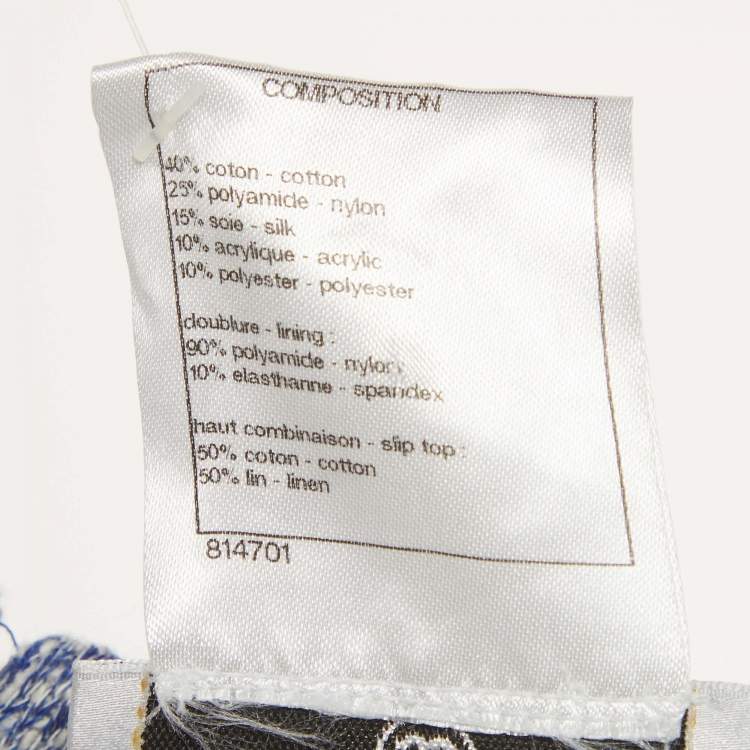 COMPOSITION
40% coton - cotton
25% polyamide - nylon
15% soie - silk
10% acrylique - acrylic
10% polyester - polyester
doublure - lining :
90% polyamide - nylon
10% elasthanne - spandex
haut combinaison - slip top :
50% coton - cotton
50% lin - linen
814701